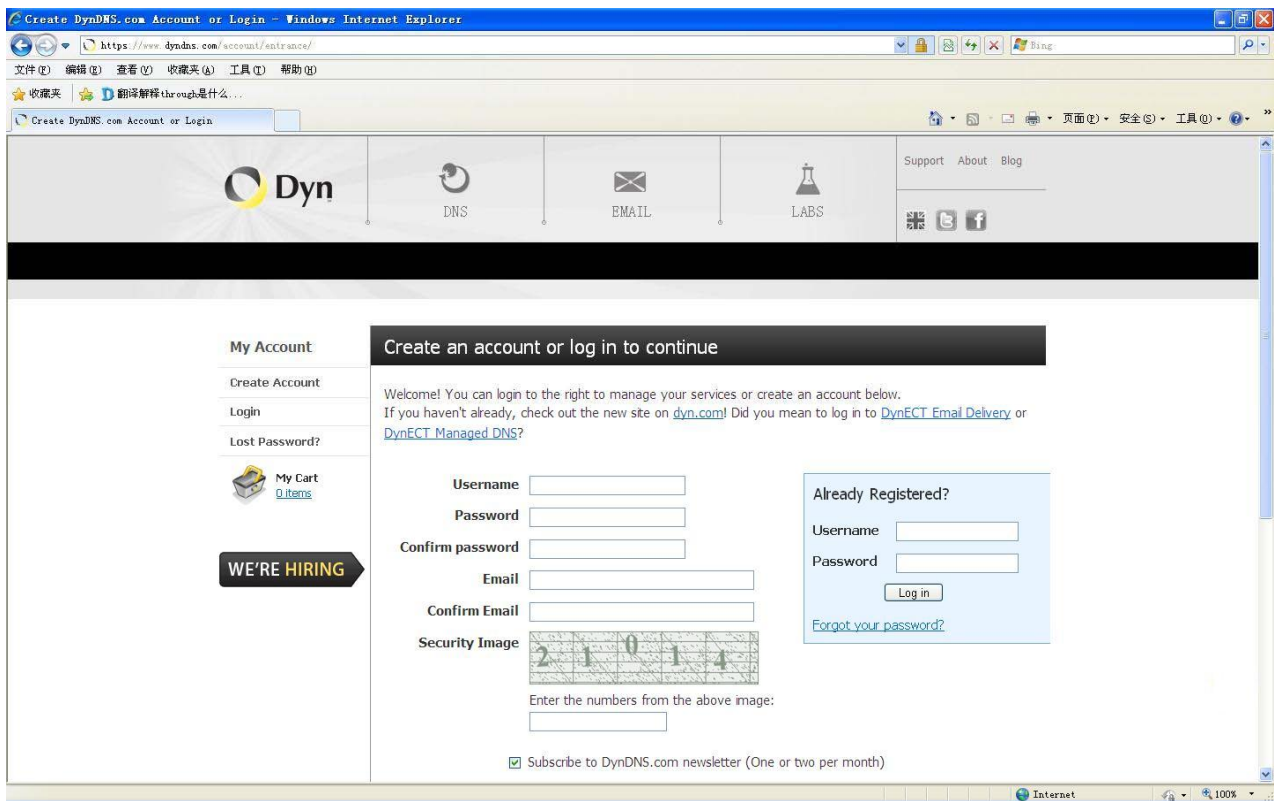 Create DynDNS.com Account or Login - Windows Internet Explorer
https://www.dyndns.com/account/entrance/
Bing
文件(F) 编辑(E) 查看(V) 收藏夹(A) 工具(T) 帮助(H)
收藏夹 翻译解释through是什么...
Create DynDNS.com Account or Login
页面(P) 安全(S) 工具(O)
Dyn
DNS
EMAIL
LABS
Support About Blog
My Account
Create Account
Login
Lost Password?
My Cart
0 items
WE'RE HIRING
Create an account or log in to continue
Welcome! You can login to the right to manage your services or create an account below.
If you haven't already, check out the new site on dyn.com! Did you mean to log in to DynECT Email Delivery or
DynECT Managed DNS?
Username
Password
Confirm password
Email
Confirm Email
Security Image
2 1 0 1 4
Enter the numbers from the above image:
Subscribe to DynDNS.com newsletter (One or two per month)
Already Registered?
Username
Password
Log in
Forgot your password?
Internet
100%